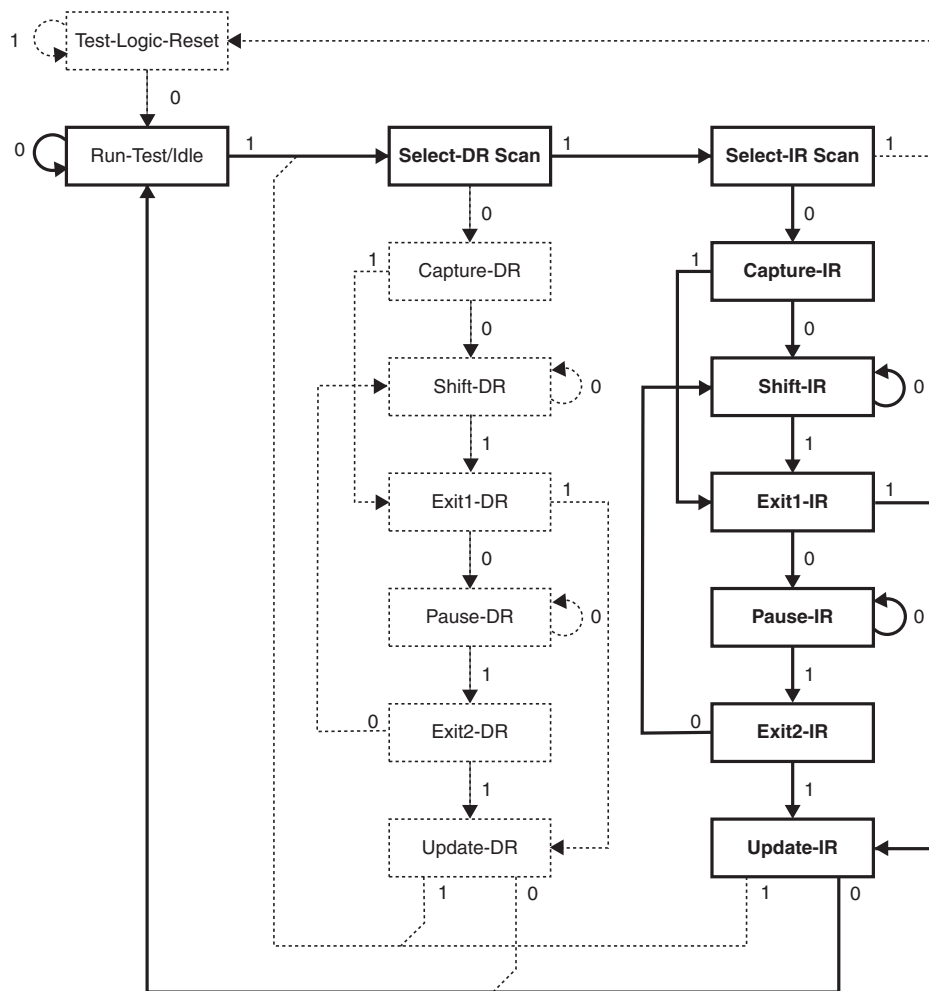 1
Test-Logic-Reset
0
0
Run-Test/Idle
1
Select-DR Scan
1
Select-IR Scan
1
0
0
1
Capture-DR
1
Capture-IR
0
0
Shift-DR
0
Shift-IR
0
1
1
Exit1-DR
1
Exit1-IR
1
0
0
Pause-DR
0
Pause-IR
0
1
1
0
Exit2-DR
0
Exit2-IR
1
1
Update-DR
Update-IR
1
0
1
0